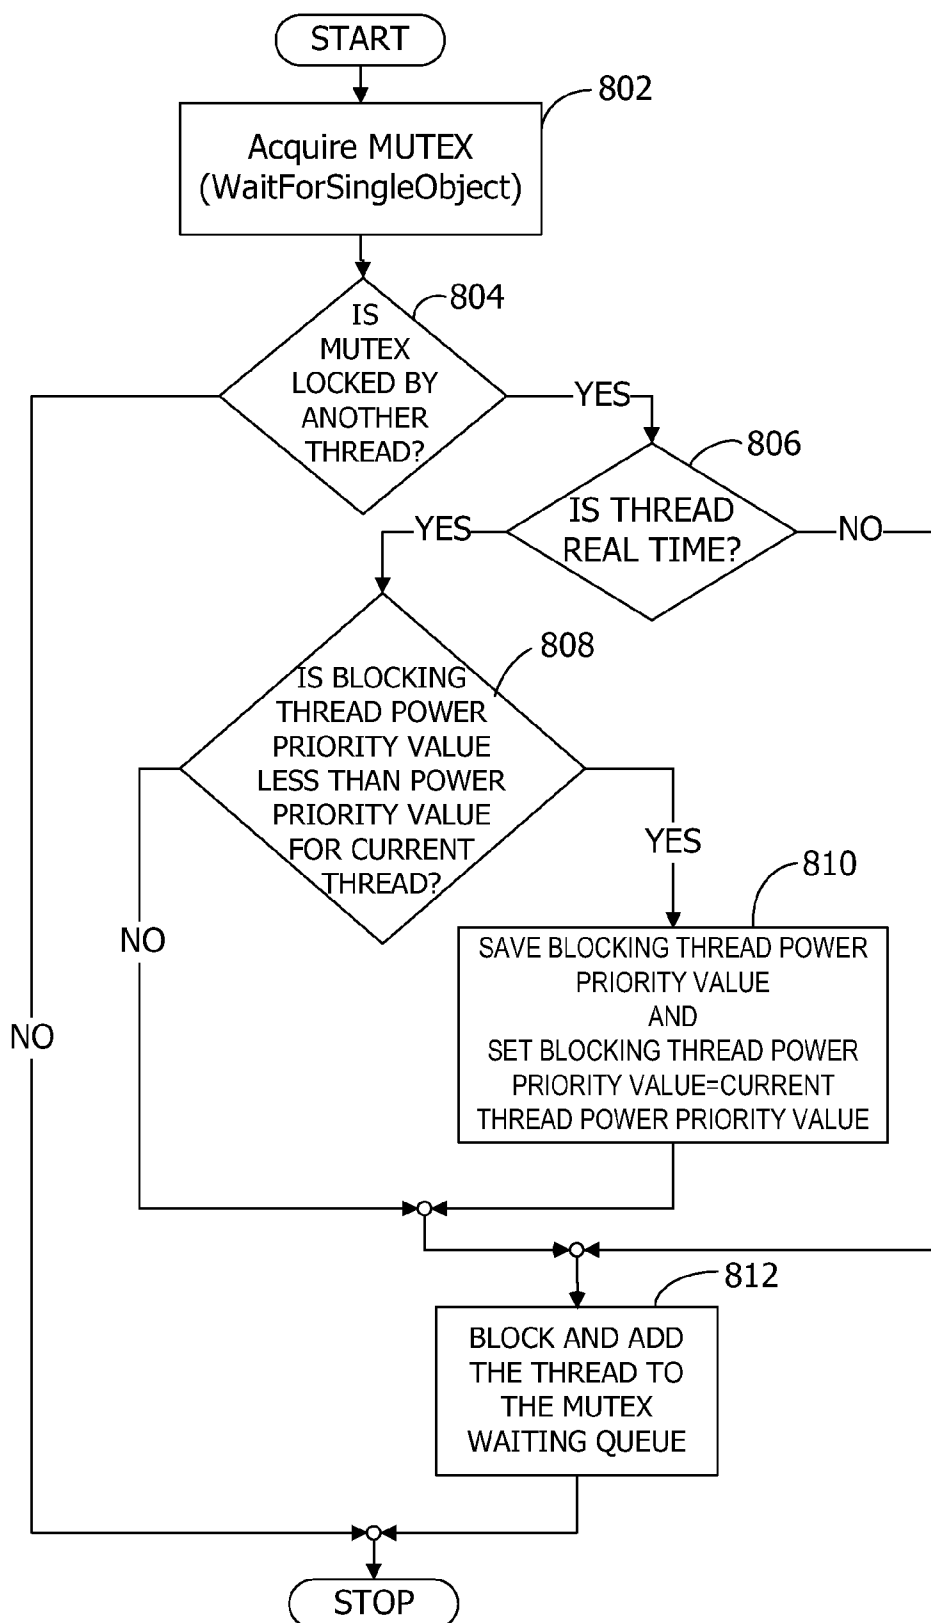 START
802
Acquire MUTEX
(WaitForSingleObject)
804
IS
MUTEX
LOCKED BY
ANOTHER
THREAD?
YES
806
IS THREAD
REAL TIME?
YES
NO
808
IS BLOCKING
THREAD POWER
PRIORITY VALUE
LESS THAN POWER
PRIORITY VALUE
FOR CURRENT
THREAD?
YES
810
NO
SAVE BLOCKING THREAD POWER
PRIORITY VALUE
AND
SET BLOCKING THREAD POWER
PRIORITY VALUE=CURRENT
THREAD POWER PRIORITY VALUE
NO
812
BLOCK AND ADD
THE THREAD TO
THE MUTEX
WAITING QUEUE
STOP